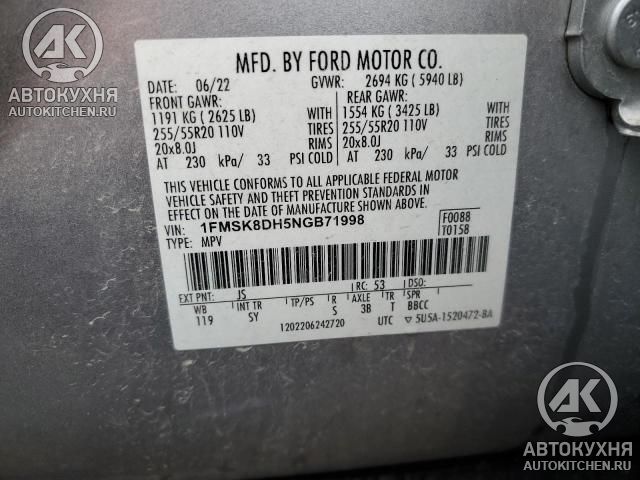 АК
АВТОКУХНЯ
AUTOKITCHEN.RU
MFD. BY FORD MOTOR CO.
DATE: 06/22 GVWR: 2694 KG ( 5940 LB)
FRONT GAWR: REAR GAWR:
1191 KG ( 2625 LB) WITH 1554 KG ( 3425 LB) WITH
255/55R20 110V TIRES 255/55R20 110V TIRES
20x8.0J RIMS 20x8.0J RIMS
AT 230 kPa/ 33 PSI COLD AT 230 kPa/ 33 PSI COLD
THIS VEHICLE CONFORMS TO ALL APPLICABLE FEDERAL MOTOR
VEHICLE SAFETY AND THEFT PREVENTION STANDARDS IN
EFFECT ON THE DATE OF MANUFACTURE SHOWN ABOVE.
VIN: 1FMSK8DH5NGB71998 F0088
TYPE: MPV T0158
EXT PNT: JS RC: 53 DSO:
WB INT TR TP/PS R AXLE TR SPR
119 SY S 3B T BBCC
1202206242720 UTC ▽ 5U5A-1520472-BA
АК
АВТОКУХНЯ
AUTOKITCHEN.RU